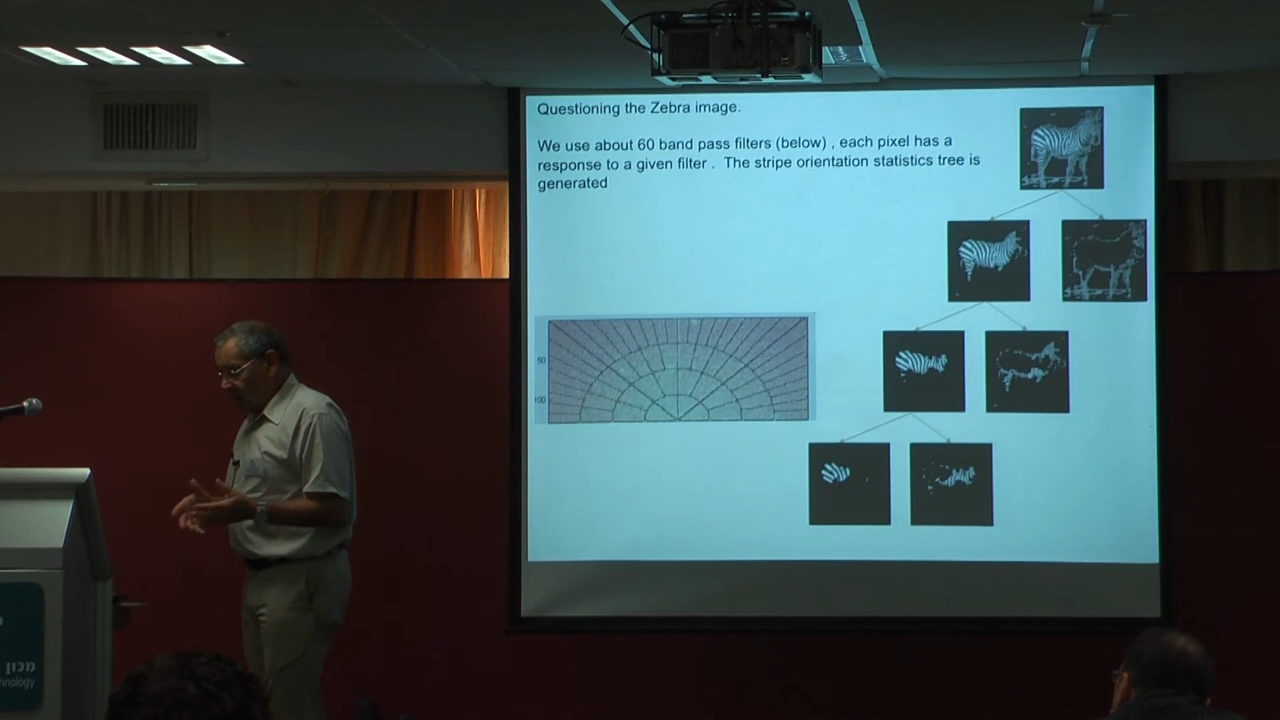 Questioning the Zebra image.
We use about 60 band pass filters (below) , each pixel has a
response to a given filter . The stripe orientation statistics tree is
generated
50
100
מכון
hnology